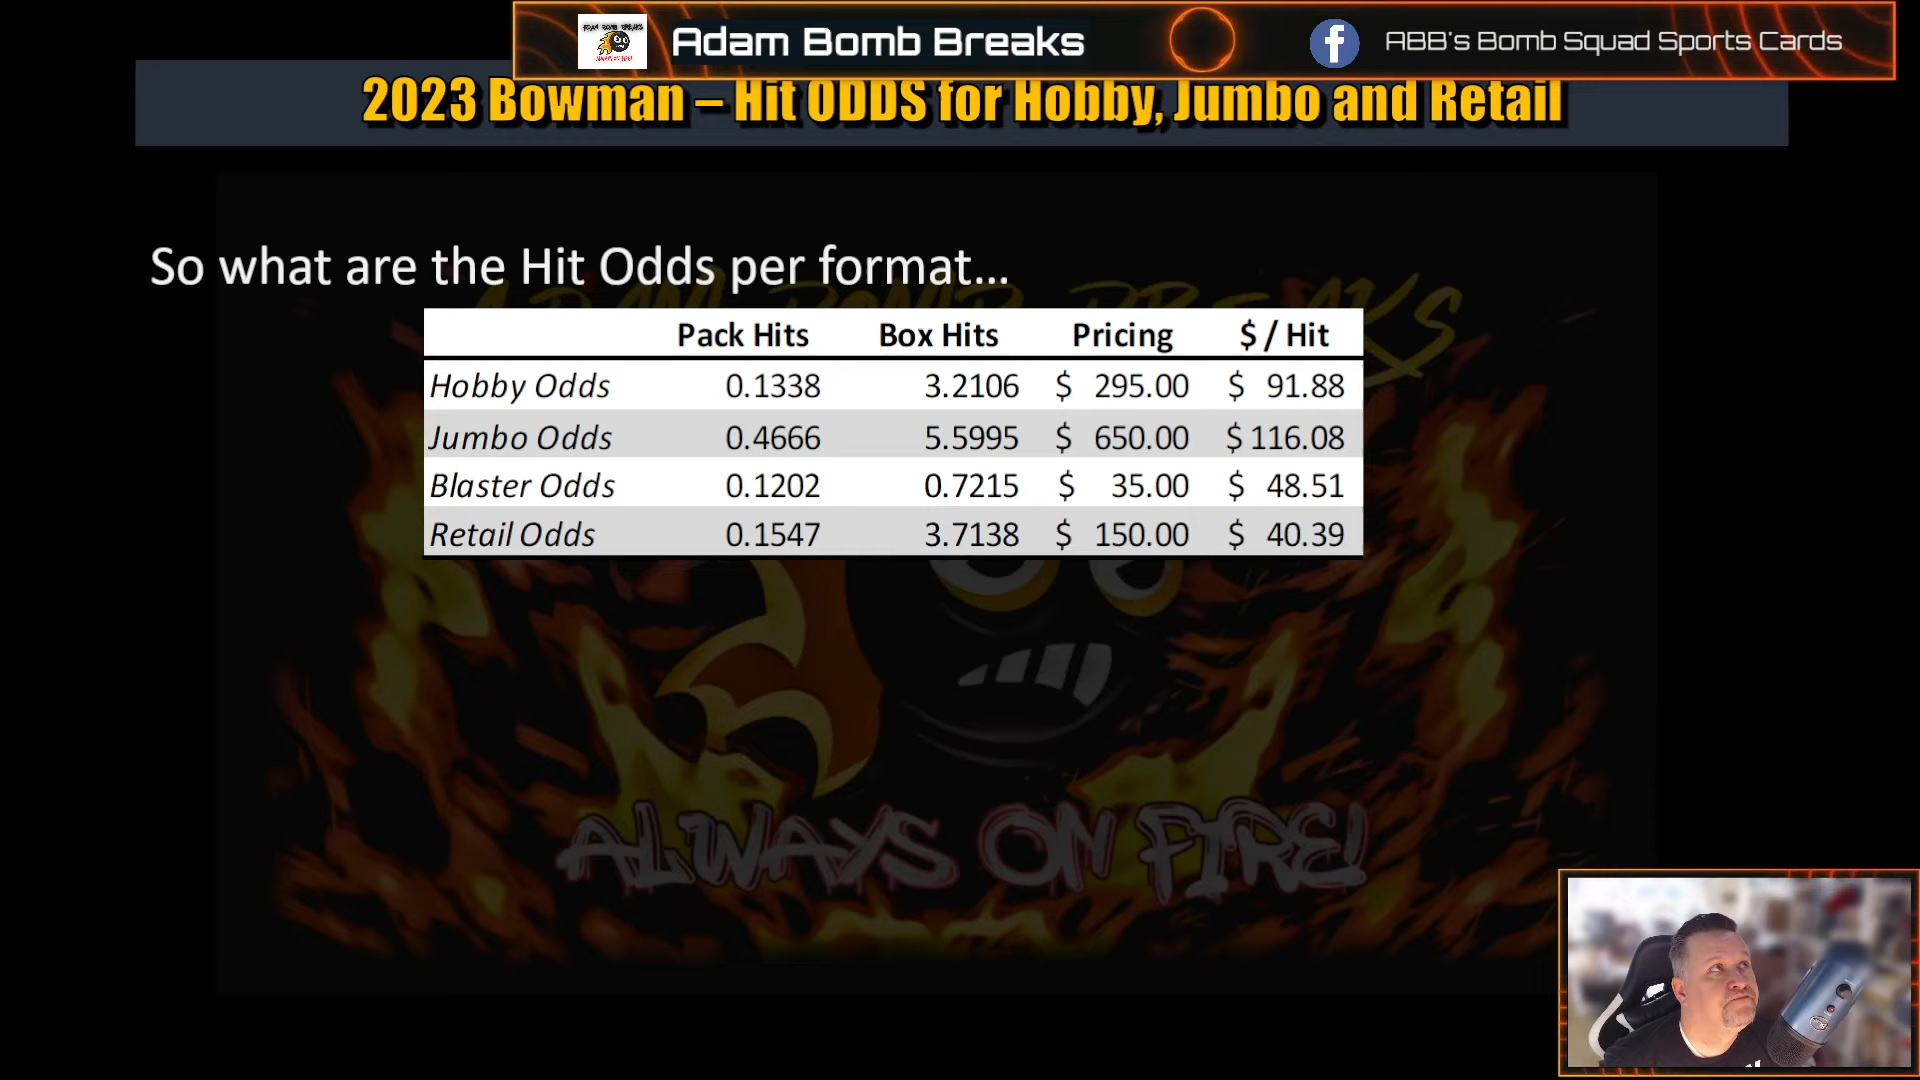 Adam Bomb Breaks
ABB's Bomb Squad Sports Cards
2023 Bowman – Hit ODDS for Hobby, Jumbo and Retail
So what are the Hit Odds per format...
Pack Hits Box Hits Pricing $ / Hit
Hobby Odds 0.1338 3.2106 $ 295.00 $ 91.88
Jumbo Odds 0.4666 5.5995 $ 650.00 $ 116.08
Blaster Odds 0.1202 0.7215 $ 35.00 $ 48.51
Retail Odds 0.1547 3.7138 $ 150.00 $ 40.39
ADAM BOMB BREAKS
ALWAYS ON FIRE!